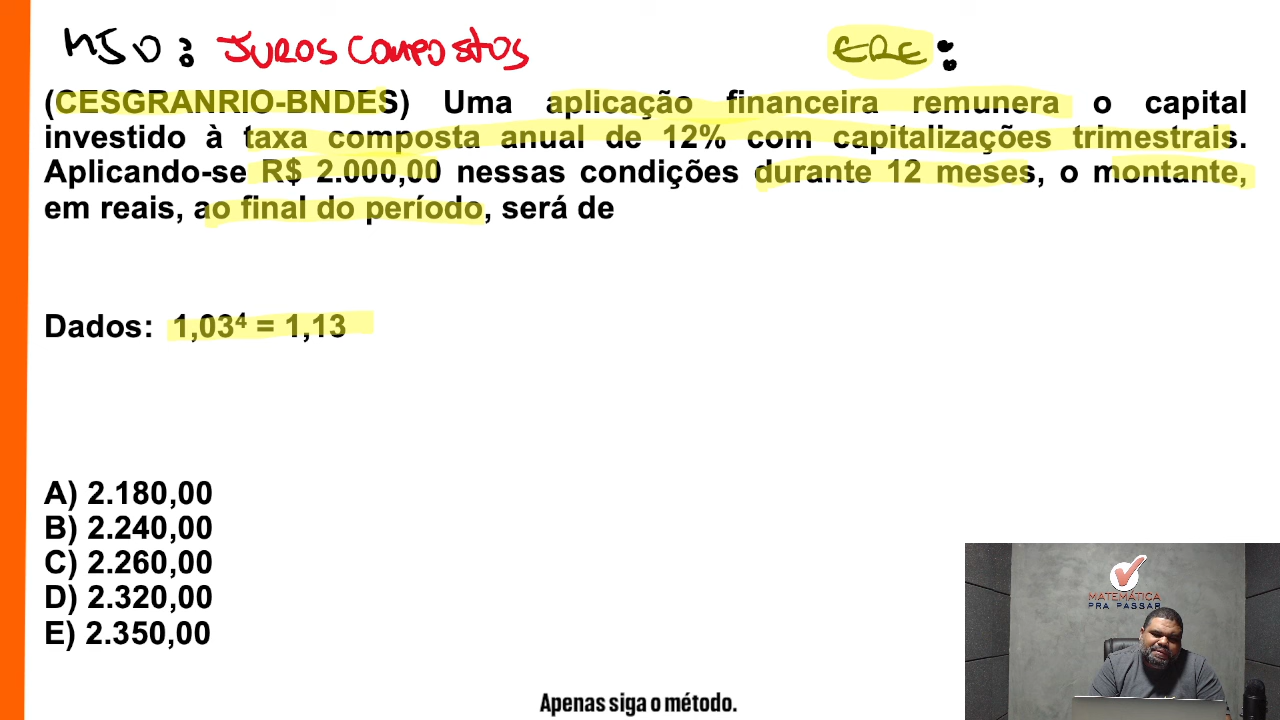 MJD : JUROS COMPOSTOS
ERE :
(CESGRANRIO-BNDES) Uma aplicação financeira remunera o capital
investido à taxa composta anual de 12% com capitalizações trimestrais.
Aplicando-se R$ 2.000,00 nessas condições durante 12 meses, o montante,
em reais, ao final do período, será de
Dados: 1,03⁴ = 1,13
A) 2.180,00
B) 2.240,00
C) 2.260,00
D) 2.320,00
E) 2.350,00
MATEMÁTICA
PRA PASSAR
Apenas siga o método.